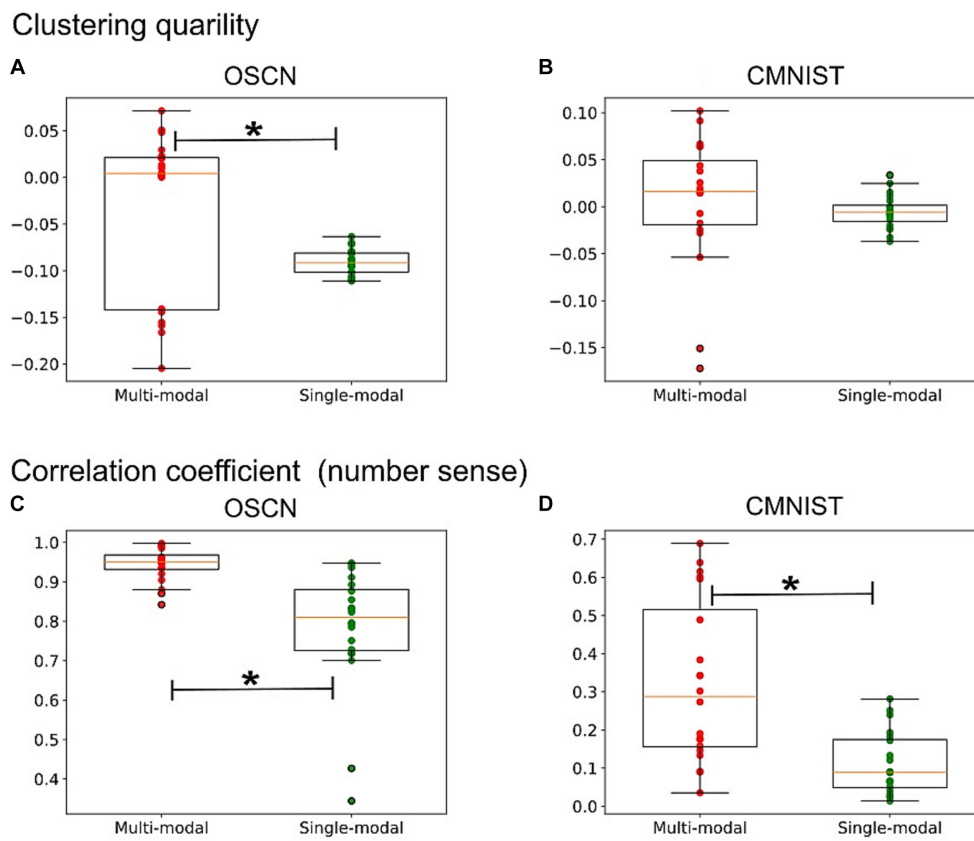 Clustering quarility
A
OSCN
0.05
0.00
−0.05
−0.10
−0.15
−0.20
*
Multi-modal Single-modal
B
CMNIST
0.10
0.05
0.00
−0.05
−0.10
−0.15
Multi-modal Single-modal
Correlation coefficient (number sense)
C
OSCN
1.0
0.9
0.8
0.7
0.6
0.5
0.4
*
Multi-modal Single-modal
D
CMNIST
0.7
0.6
0.5
0.4
0.3
0.2
0.1
0.0
*
Multi-modal Single-modal